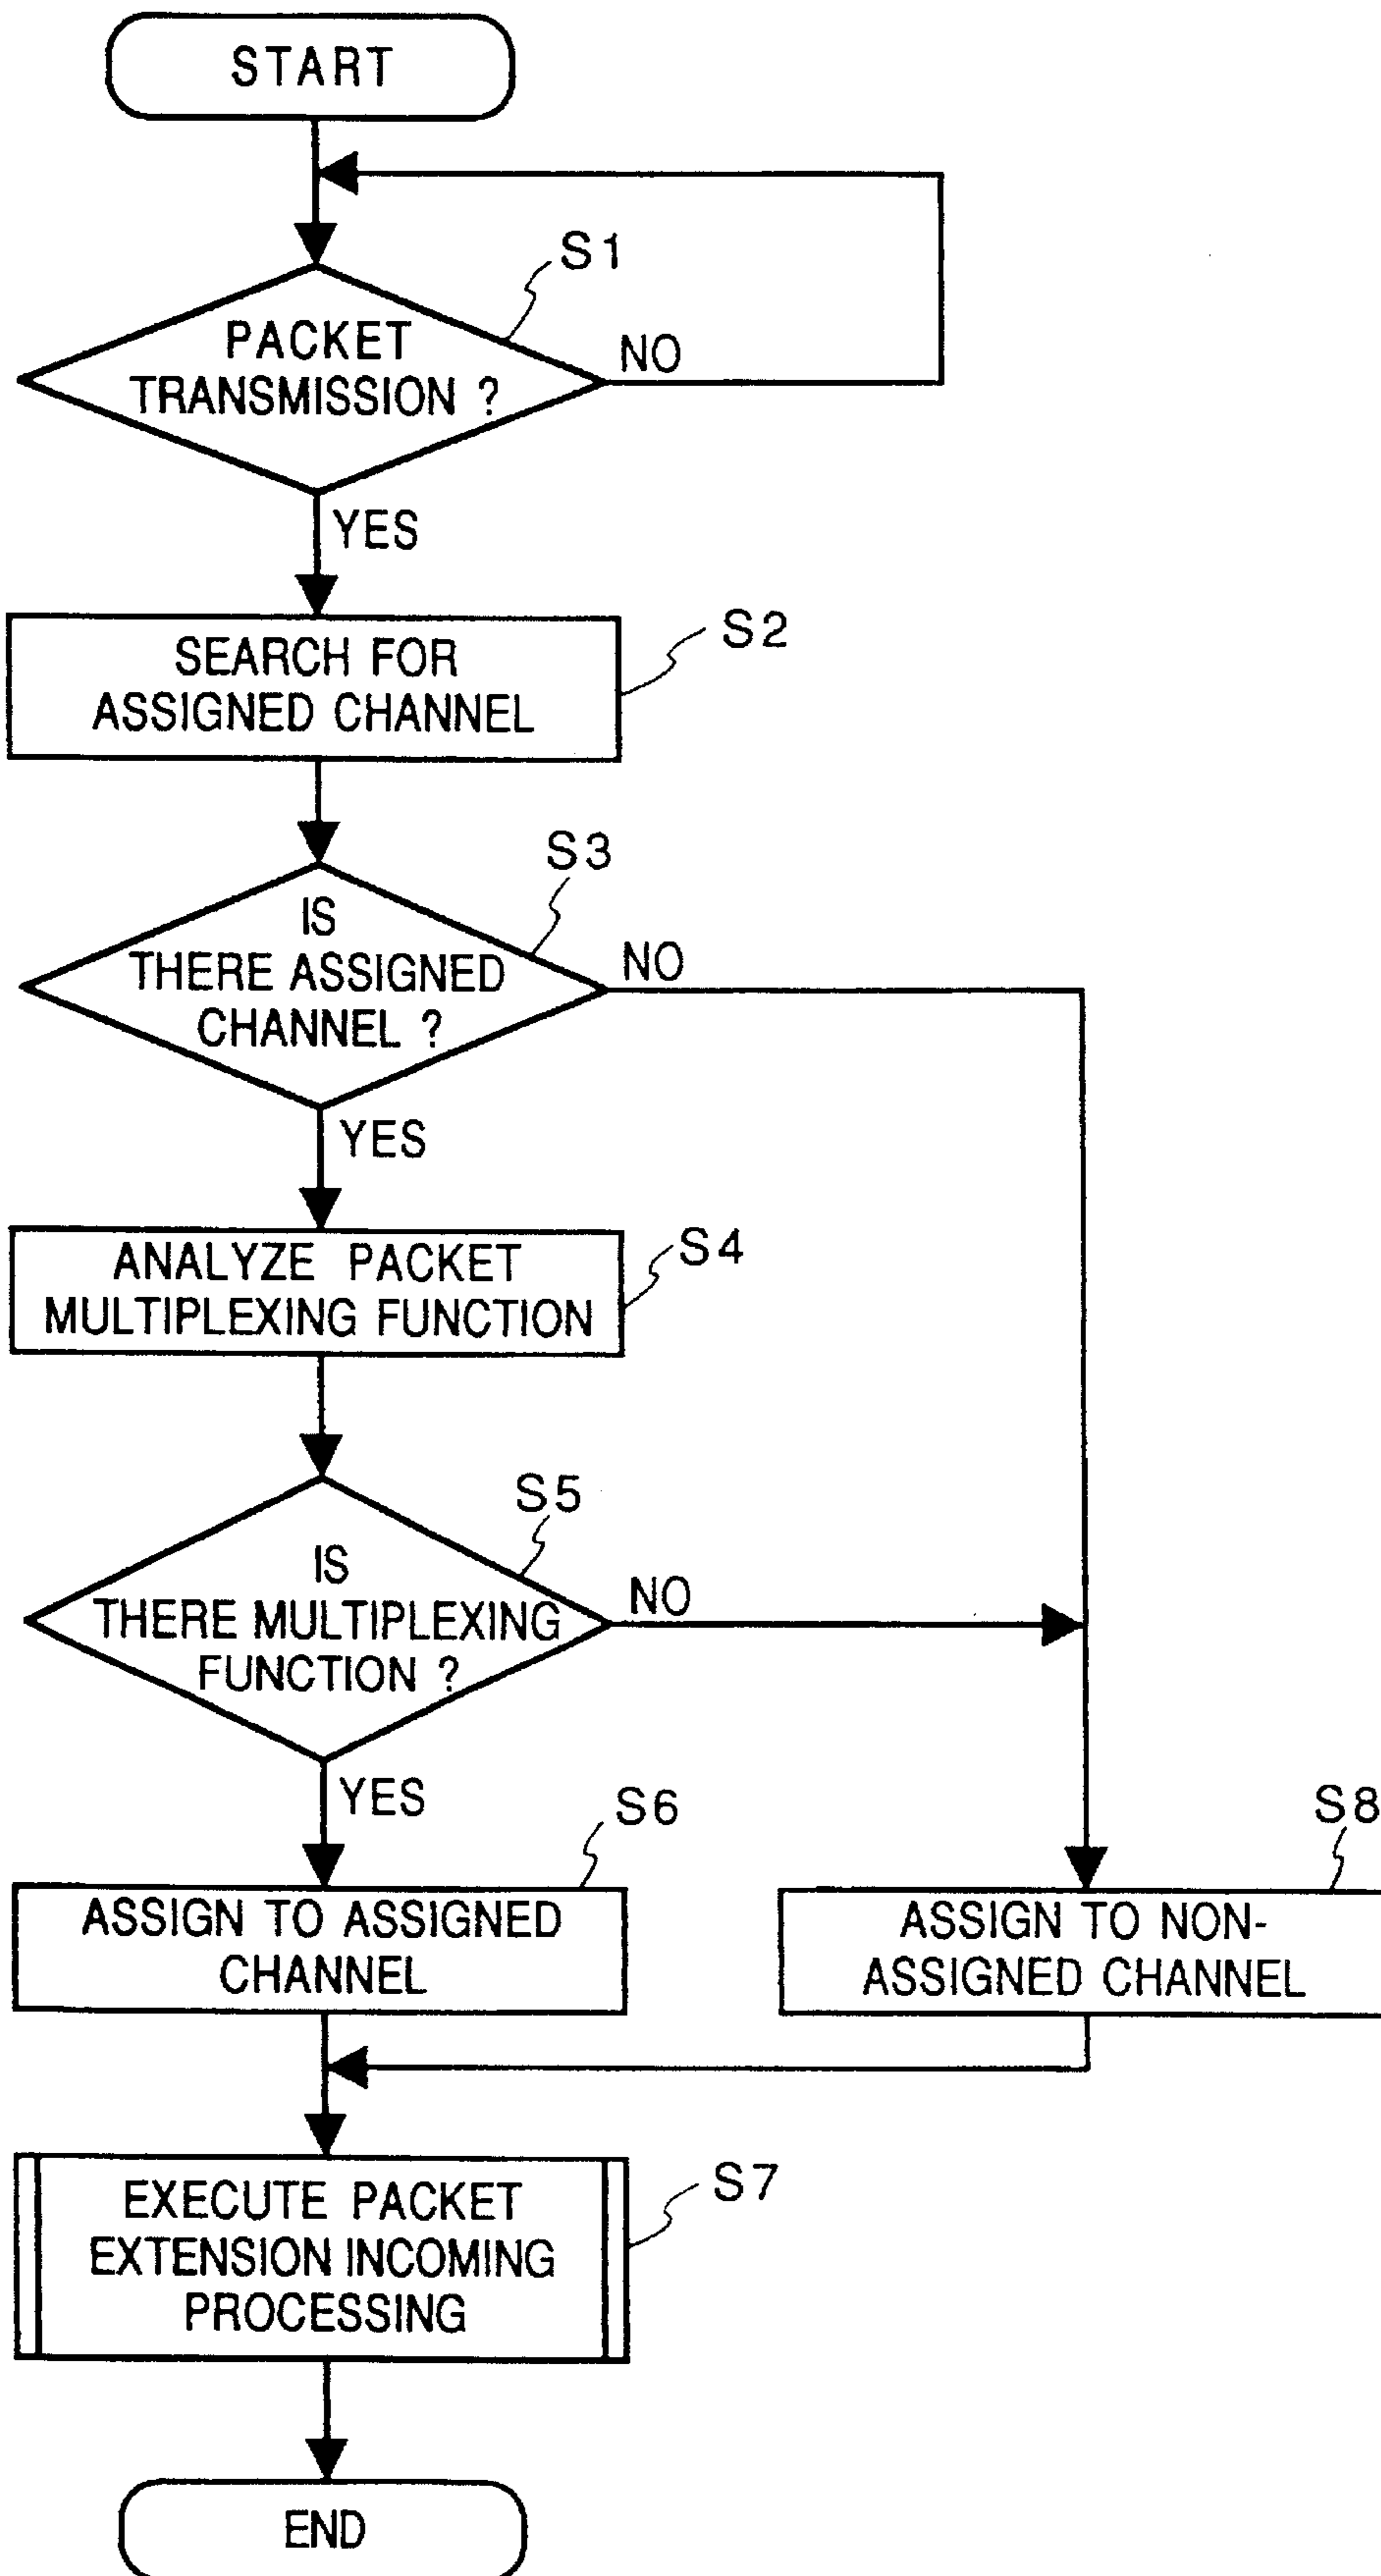 START
S1
PACKET
TRANSMISSION ?
NO
YES
SEARCH FOR
ASSIGNED CHANNEL
S2
S3
IS
THERE ASSIGNED
CHANNEL ?
NO
YES
ANALYZE PACKET
MULTIPLEXING FUNCTION
S4
S5
IS
THERE MULTIPLEXING
FUNCTION ?
NO
YES
S6
ASSIGN TO ASSIGNED
CHANNEL
S8
ASSIGN TO NON-
ASSIGNED CHANNEL
EXECUTE PACKET
EXTENSION INCOMING
PROCESSING
S7
END